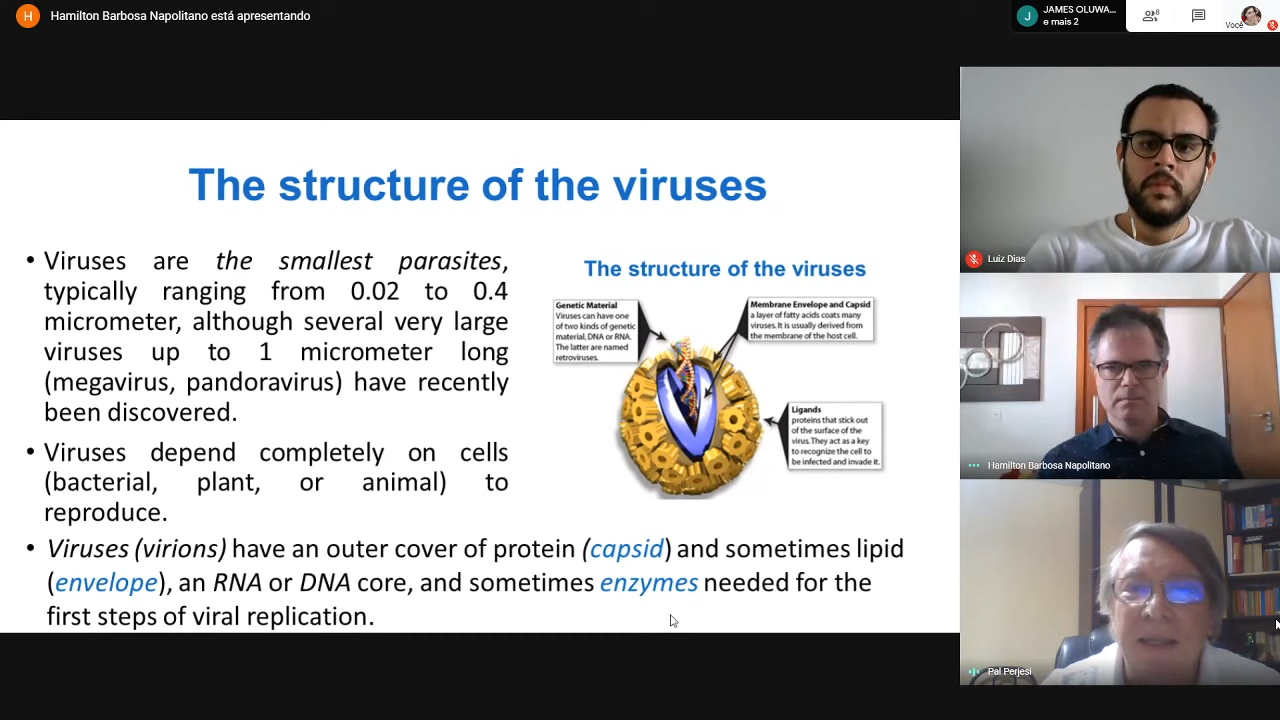 H
Hamilton Barbosa Napolitano está apresentando
J
JAMES OLUWA...
e mais 2
8
Você
The structure of the viruses
• Viruses are the smallest parasites,
typically ranging from 0.02 to 0.4
micrometer, although several very large
viruses up to 1 micrometer long
(megavirus, pandoravirus) have recently
been discovered.
• Viruses depend completely on cells
(bacterial, plant, or animal) to
reproduce.
• Viruses (virions) have an outer cover of protein (capsid) and sometimes lipid
(envelope), an RNA or DNA core, and sometimes enzymes needed for the
first steps of viral replication.
The structure of the viruses
Genetic Material
Viruses can have one
of two kinds of genetic
material, DNA or RNA.
The latter are named
retroviruses.
Membrane Envelope and Capsid
a layer of fatty acids coats many
viruses. It is usually derived from
the membrane of the host cell.
Ligands
proteins that stick out
of the surface of the
virus. They act as a key
to recognize the cell to
be infected and invade it.
Luiz Dias
Hamilton Barbosa Napolitano
Pal Perjesi